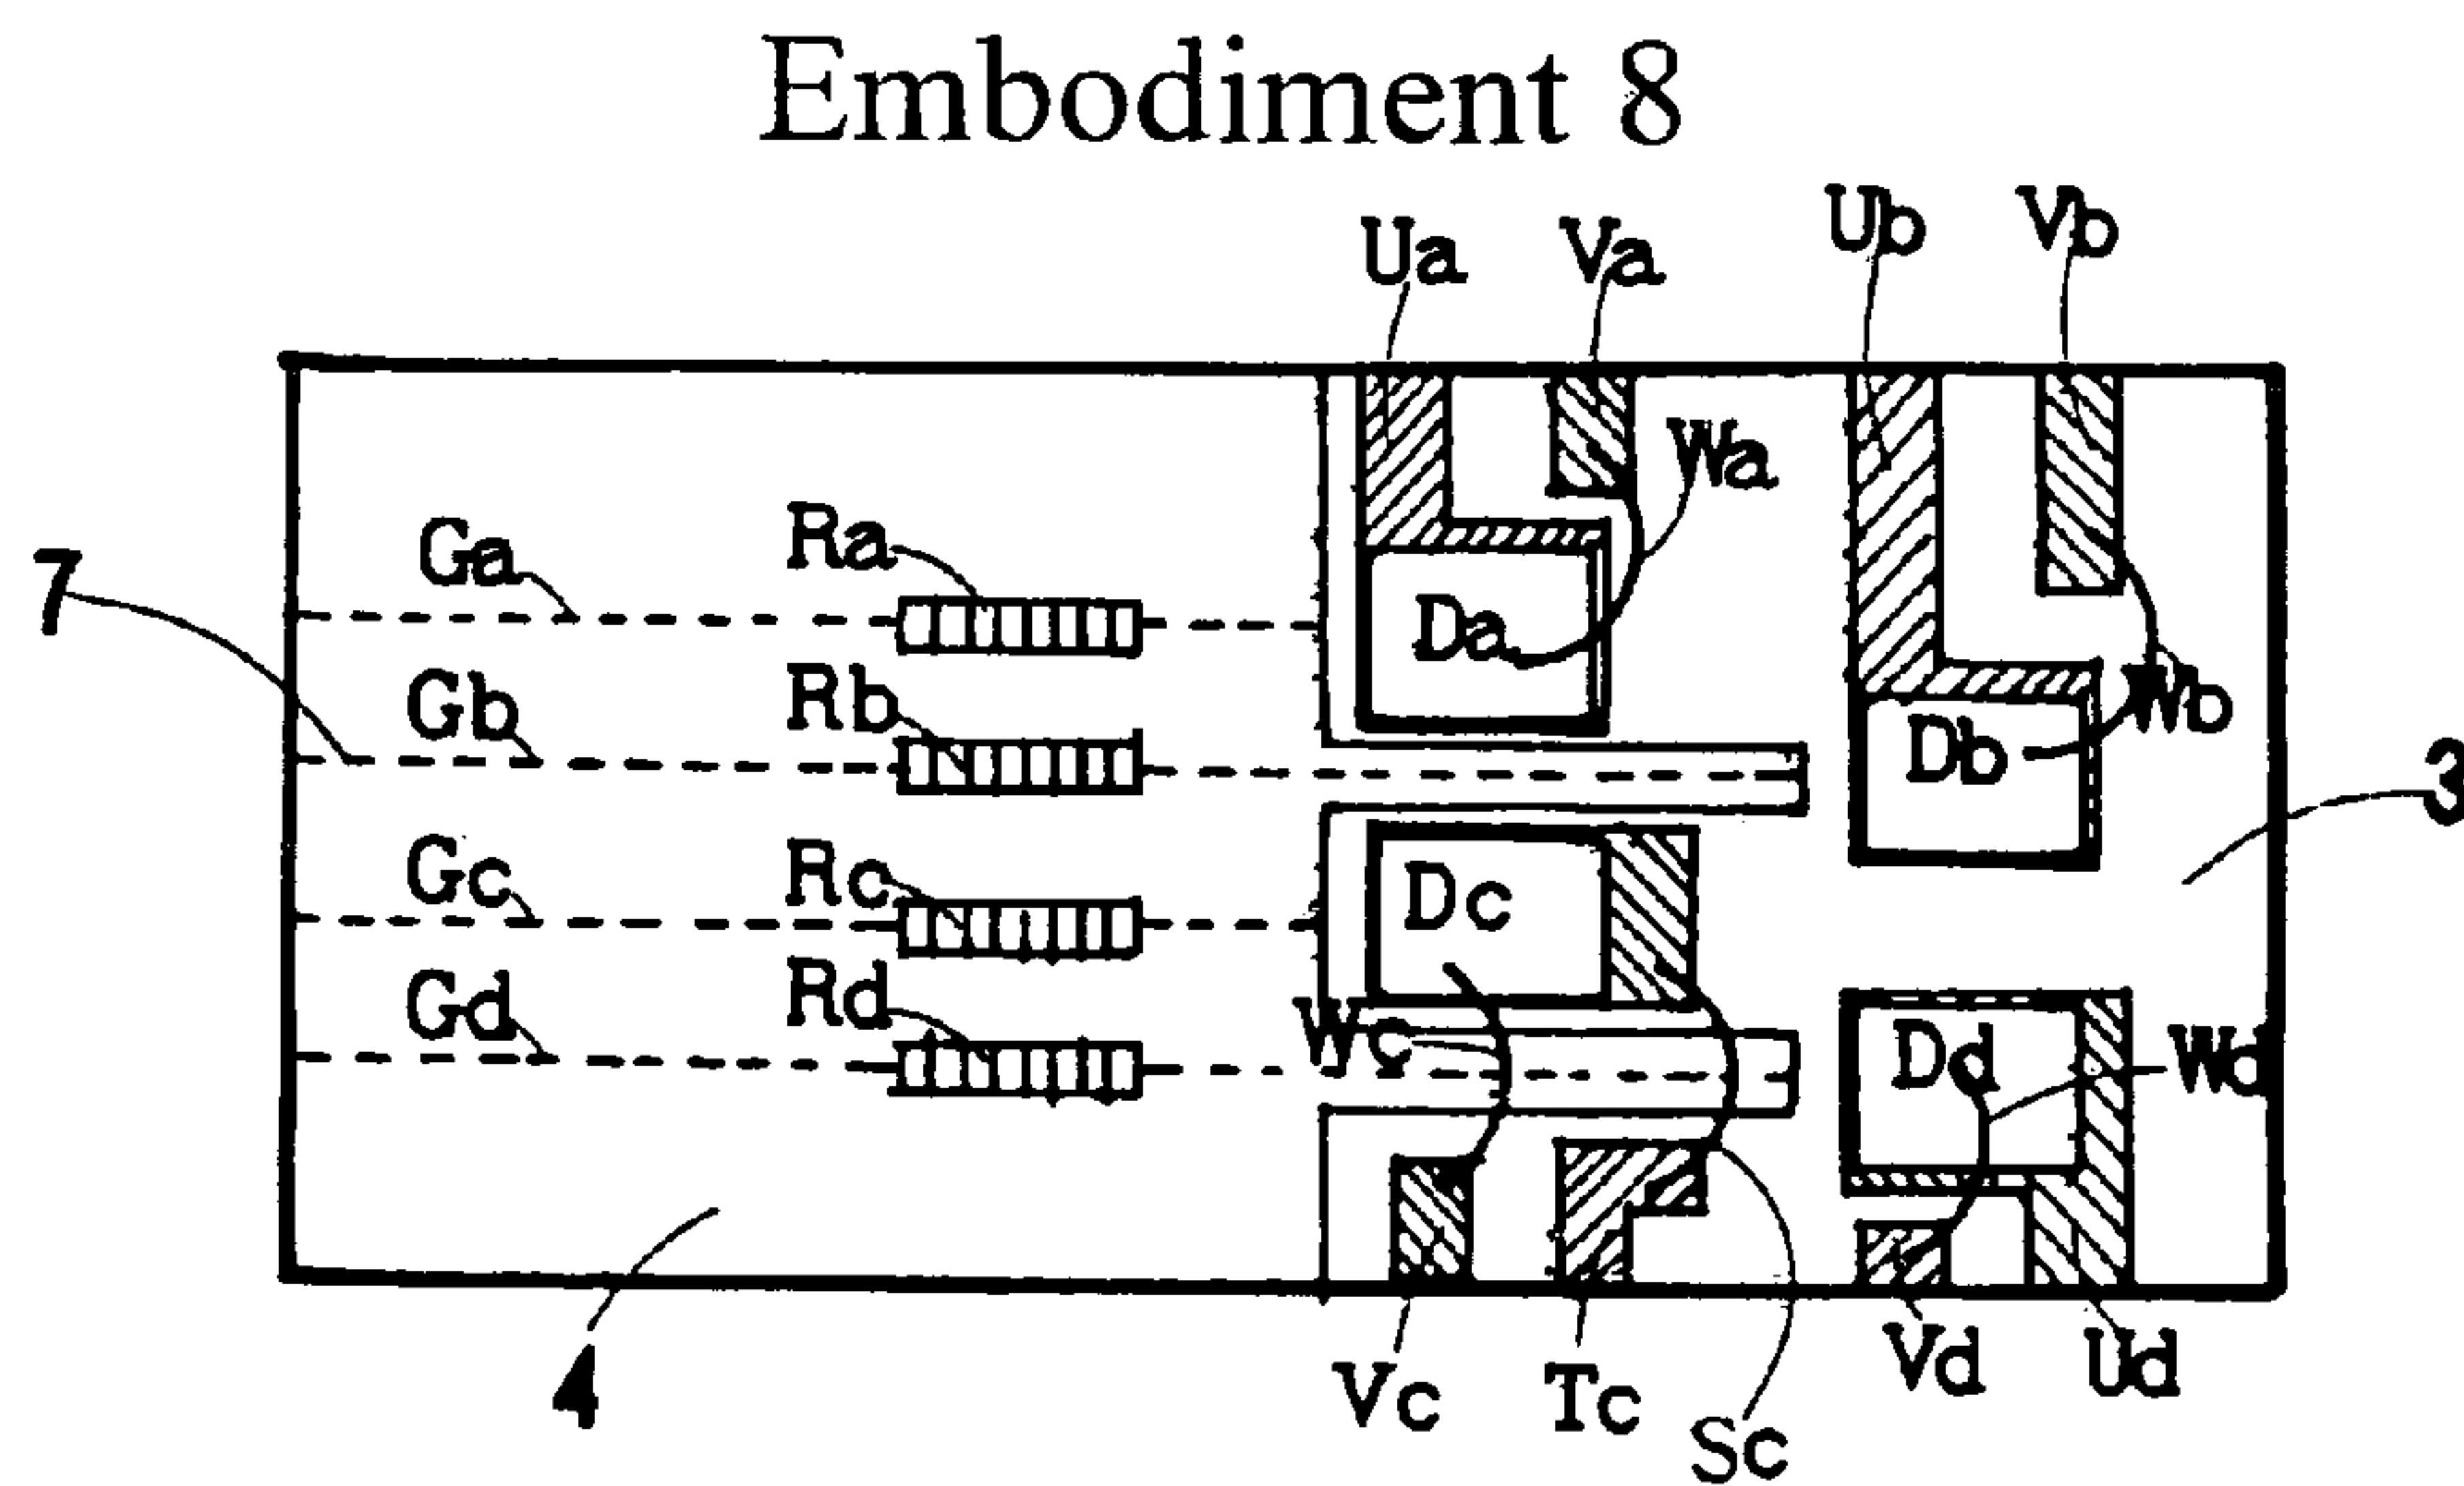 Embodiment 8
Ua Va Ub Vb
Wa
Ga Ra
7
Da
Gb Rb
Wb
Db
3
Gc Rc
Dc
Gd Rd
Wc
Dd Wd
4
Vc Tc Sc Vd Ud